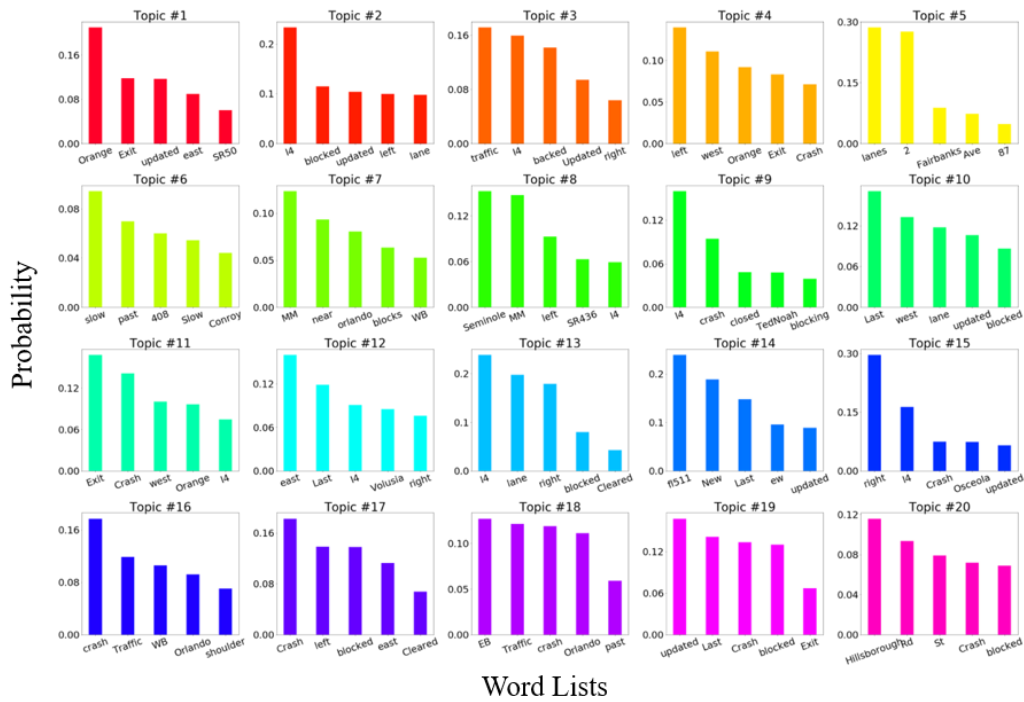 Topic #1 Topic #2 Topic #3 Topic #4 Topic #5
0.16 0.08 0.00 0.2 0.1 0.0 0.16 0.08 0.00 0.10 0.00 0.30 0.15 0.00
Orange Exit updated east SR50 I4 blocked updated left lane traffic I4 backed Updated right left west Orange Exit Crash lanes 2 Fairbanks Ave 87
Topic #6 Topic #7 Topic #8 Topic #9 Topic #10
0.08 0.04 0.00 0.10 0.05 0.00 0.12 0.06 0.00 0.12 0.06 0.00 0.12 0.06 0.00
slow past 408 Slow Conroy MM near orlando blocks WB Seminole MM left SR436 I4 I4 crash closed TedNoah blocking Last west lane updated blocked
Probability
Topic #11 Topic #12 Topic #13 Topic #14 Topic #15
0.12 0.06 0.00 0.12 0.06 0.00 0.2 0.1 0.0 0.2 0.1 0.0 0.30 0.15 0.00
Exit Crash west Orange I4 east Last I4 Volusia right I4 lane right blocked Cleared fl511 New Last ew updated right I4 Crash Osceola updated
Topic #16 Topic #17 Topic #18 Topic #19 Topic #20
0.16 0.08 0.00 0.16 0.08 0.00 0.10 0.05 0.00 0.12 0.06 0.00 0.12 0.08 0.04 0.00
crash Traffic WB Orlando shoulder Crash left blocked east Cleared EB Traffic crash Orlando past updated Last Crash blocked Exit Hillsborough Rd St Crash blocked
Word Lists